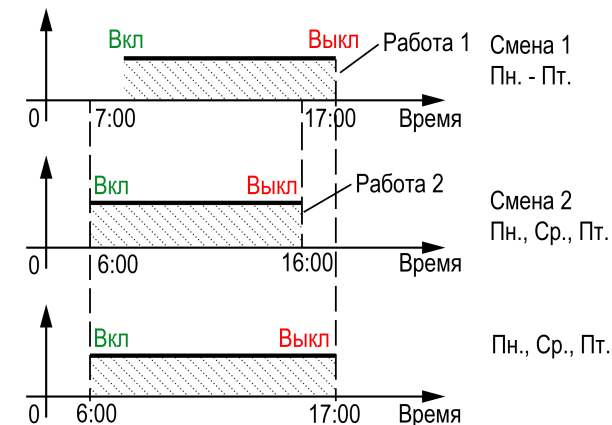 Вкл Выкл Работа 1 Смена 1
Пн. - Пт.
0 7:00 17:00 Время
Вкл Выкл Работа 2 Смена 2
Пн., Ср., Пт.
0 6:00 16:00 Время
Вкл Выкл Пн., Ср., Пт.
0 6:00 17:00 Время